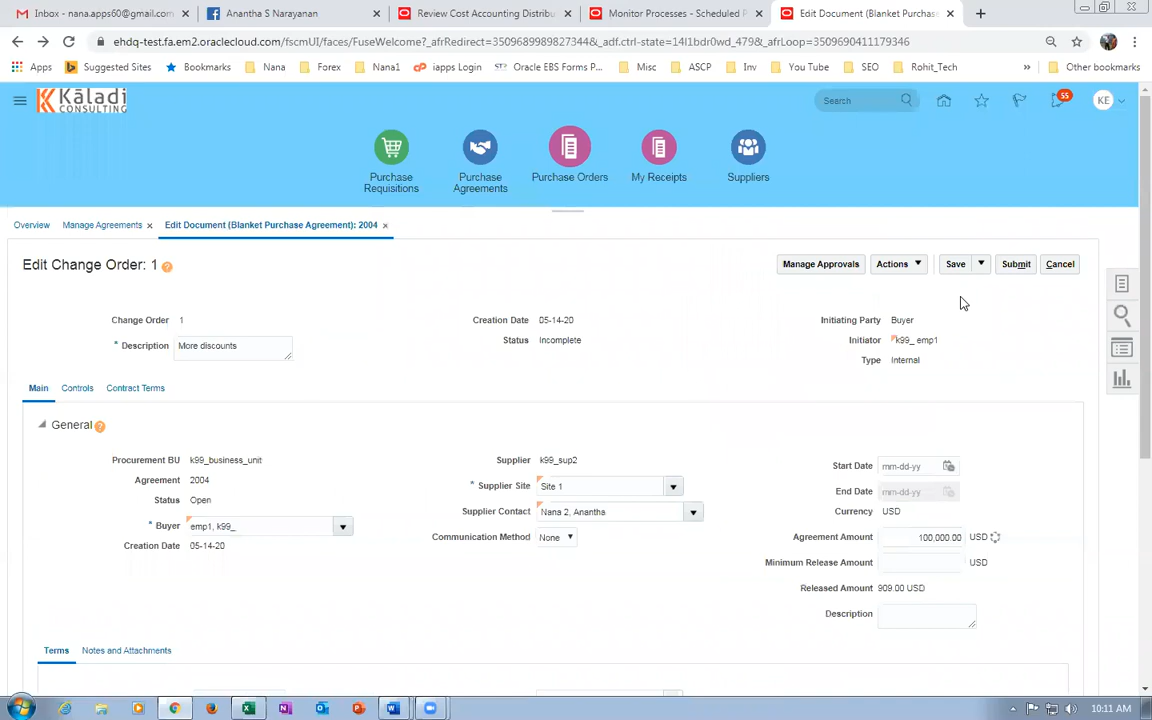 Inbox - nana.apps60@gmail.com
Anantha S Narayanan
Review Cost Accounting Distribu
Monitor Processes - Scheduled P
Edit Document (Blanket Purchase
ehdq-test.fa.em2.oraclecloud.com/fscmUI/faces/FuseWelcome?_afrRedirect=3509689989827344&_adf.ctrl-state=14l1bdr0wd_479&_afrLoop=3509690411179346
Apps Suggested Sites Bookmarks Nana Forex Nana1 iapps Login Oracle EBS Forms P... Misc ASCP Inv You Tube SEO Rohit_Tech » Other bookmarks
Kāladi
CONSULTING
Search
55
KE
Purchase Requisitions
Purchase Agreements
Purchase Orders
My Receipts
Suppliers
Overview Manage Agreements Edit Document (Blanket Purchase Agreement): 2004
Edit Change Order: 1
Manage Approvals Actions Save Submit Cancel
Change Order 1
* Description More discounts
Creation Date 05-14-20
Status Incomplete
Initiating Party Buyer
Initiator k99_ emp1
Type Internal
Main Controls Contract Terms
General
Procurement BU k99_business_unit
Agreement 2004
Status Open
* Buyer emp1, k99_
Creation Date 05-14-20
Supplier k99_sup2
* Supplier Site Site 1
Supplier Contact Nana 2, Anantha
Communication Method None
Start Date mm-dd-yy
End Date mm-dd-yy
Currency USD
Agreement Amount 100,000.00 USD
Minimum Release Amount USD
Released Amount 909.00 USD
Description
Terms Notes and Attachments
10:11 AM